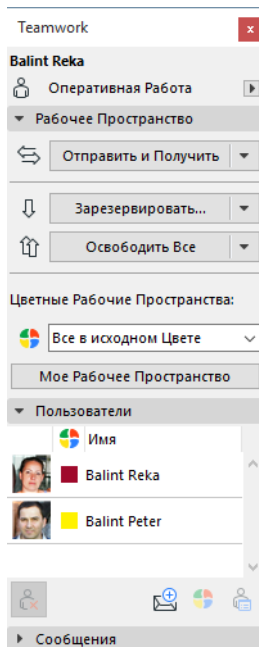 Teamwork
x
Balint Reka
Оперативная Работа
Рабочее Пространство
Отправить и Получить
Зарезервировать...
Освободить Все
Цветные Рабочие Пространства:
Все в исходном Цвете
Мое Рабочее Пространство
Пользователи
Имя
Balint Reka
Balint Peter
Сообщения